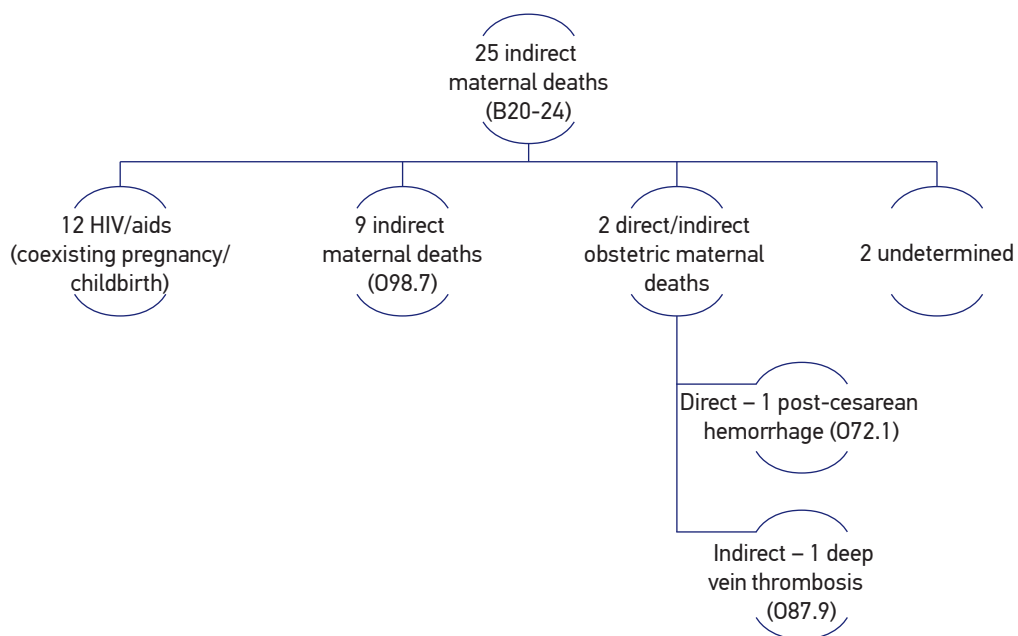 25 indirect
maternal deaths
(B20-24)
12 HIV/aids
(coexisting pregnancy/
childbirth)
9 indirect
maternal deaths
(O98.7)
2 direct/indirect
obstetric maternal
deaths
2 undetermined
Direct – 1 post-cesarean
hemorrhage (O72.1)
Indirect – 1 deep
vein thrombosis
(O87.9)